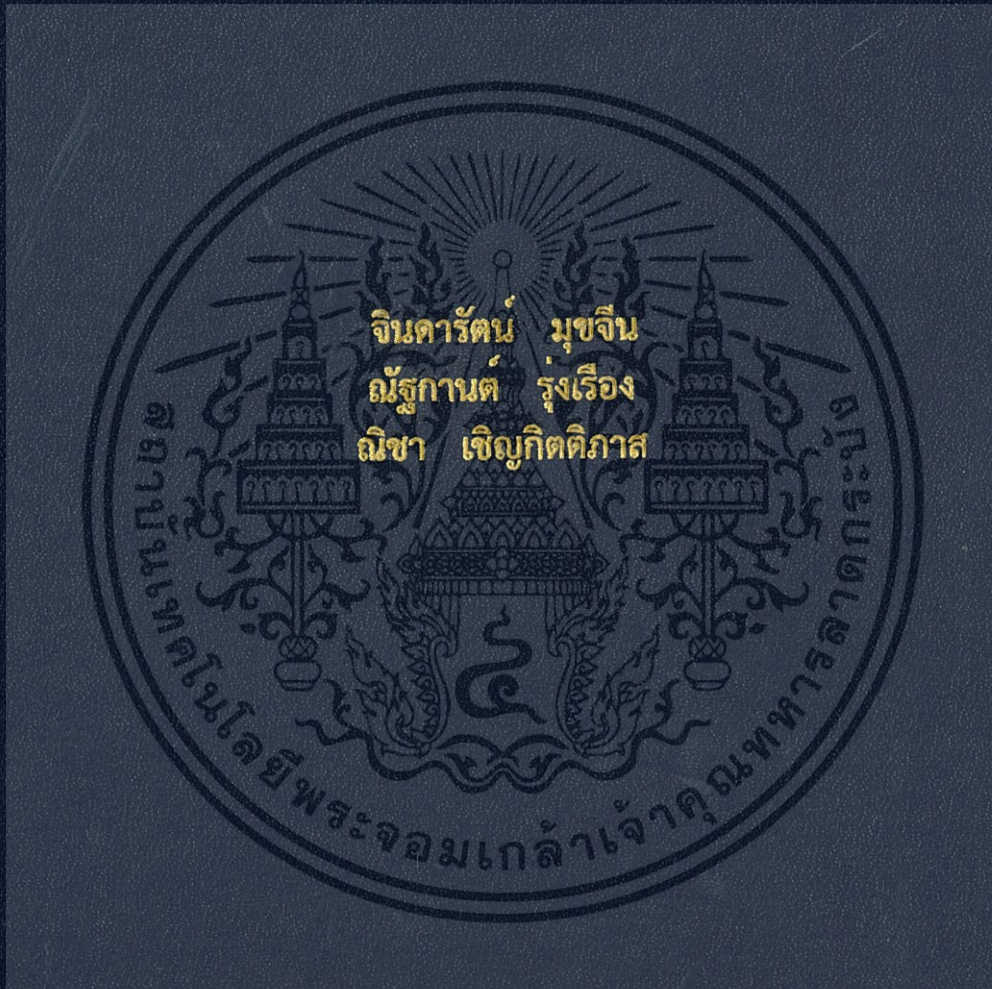 จินดารัตน์ มุขจีน
ณัฐกานต์ รุ่งเรือง
ณิชา เชิญกิตติภาส
๔
สถาบันเทคโนโลยีพระจอมเกล้าเจ้าคุณทหารลาดกระบัง